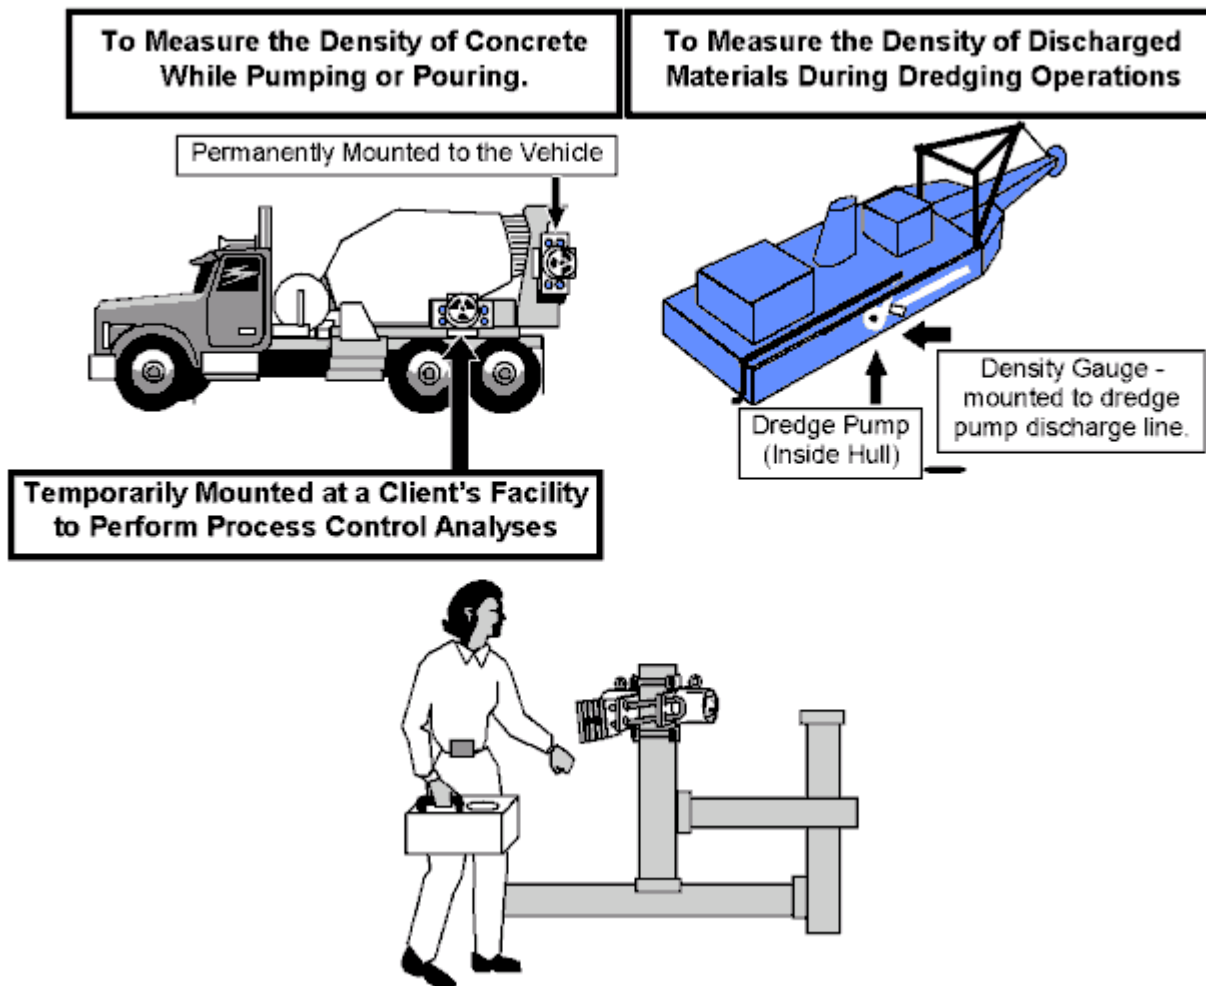 To Measure the Density of Concrete
While Pumping or Pouring.
To Measure the Density of Discharged
Materials During Dredging Operations
Permanently Mounted to the Vehicle
Density Gauge -
mounted to dredge
pump discharge line.
Dredge Pump
(Inside Hull)
Temporarily Mounted at a Client's Facility
to Perform Process Control Analyses